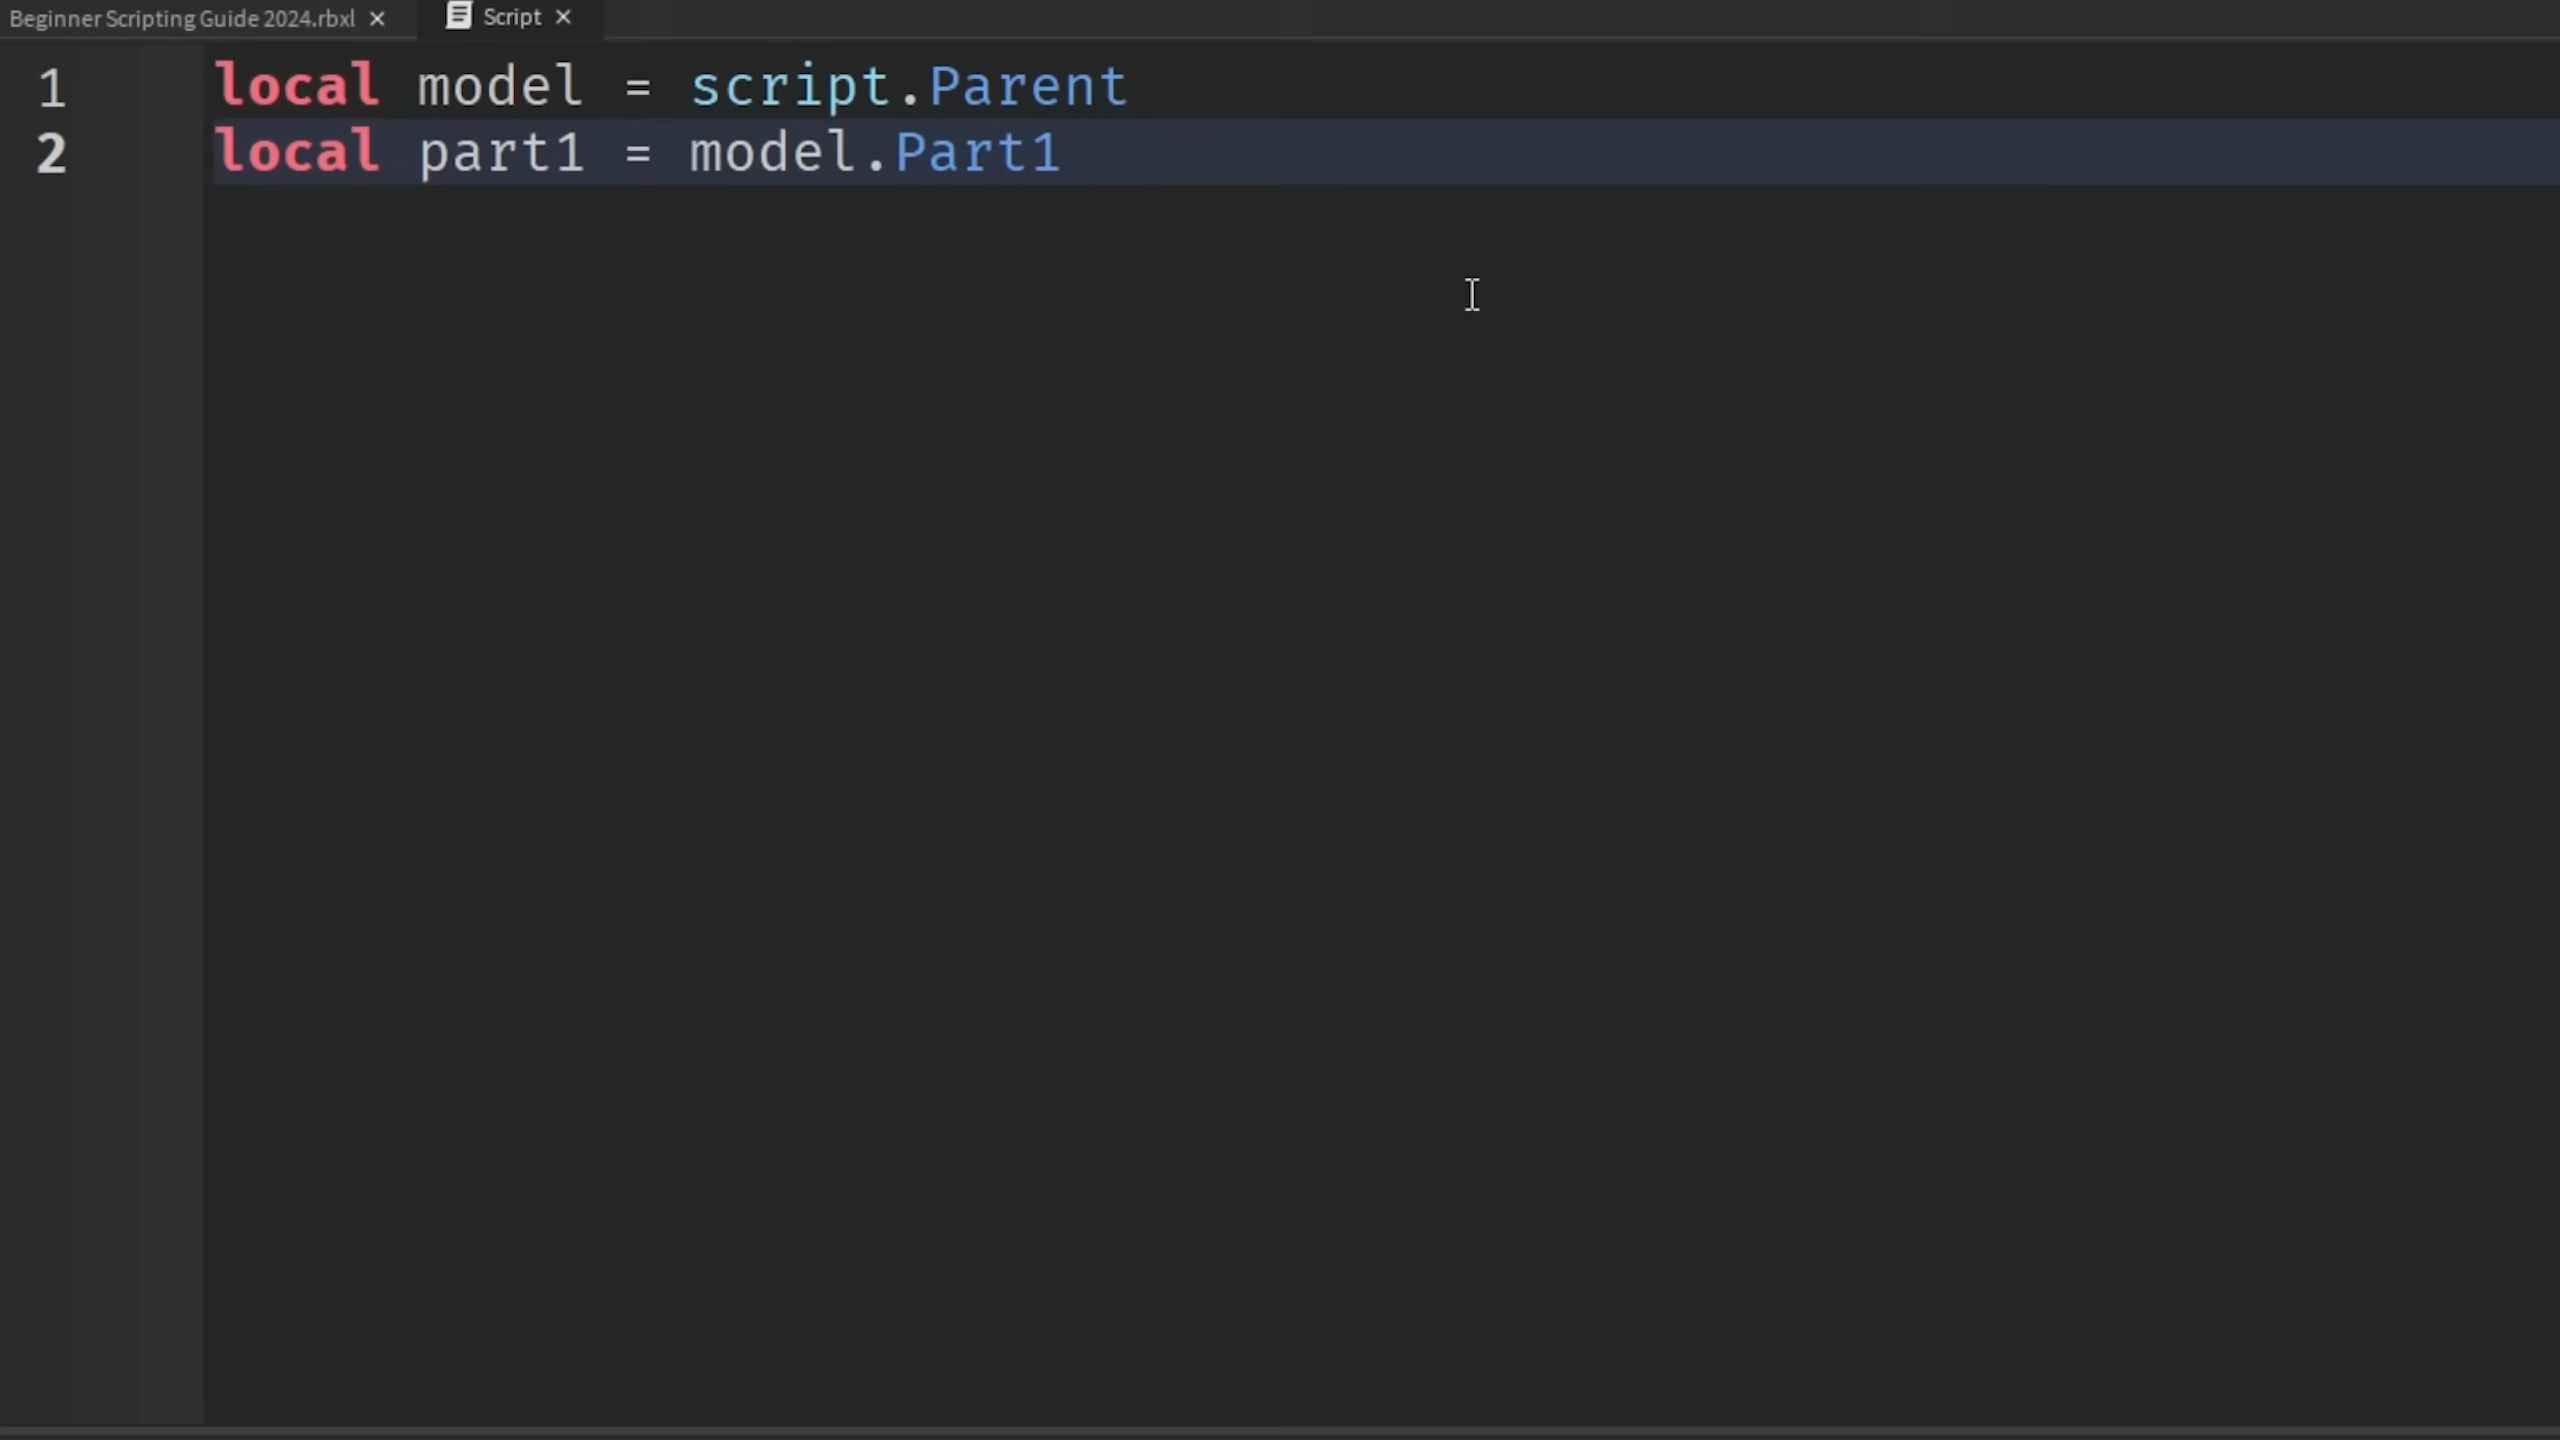 Beginner Scripting Guide 2024.rbxl × Script ×
1 local model = script.Parent
2 local part1 = model.Part1